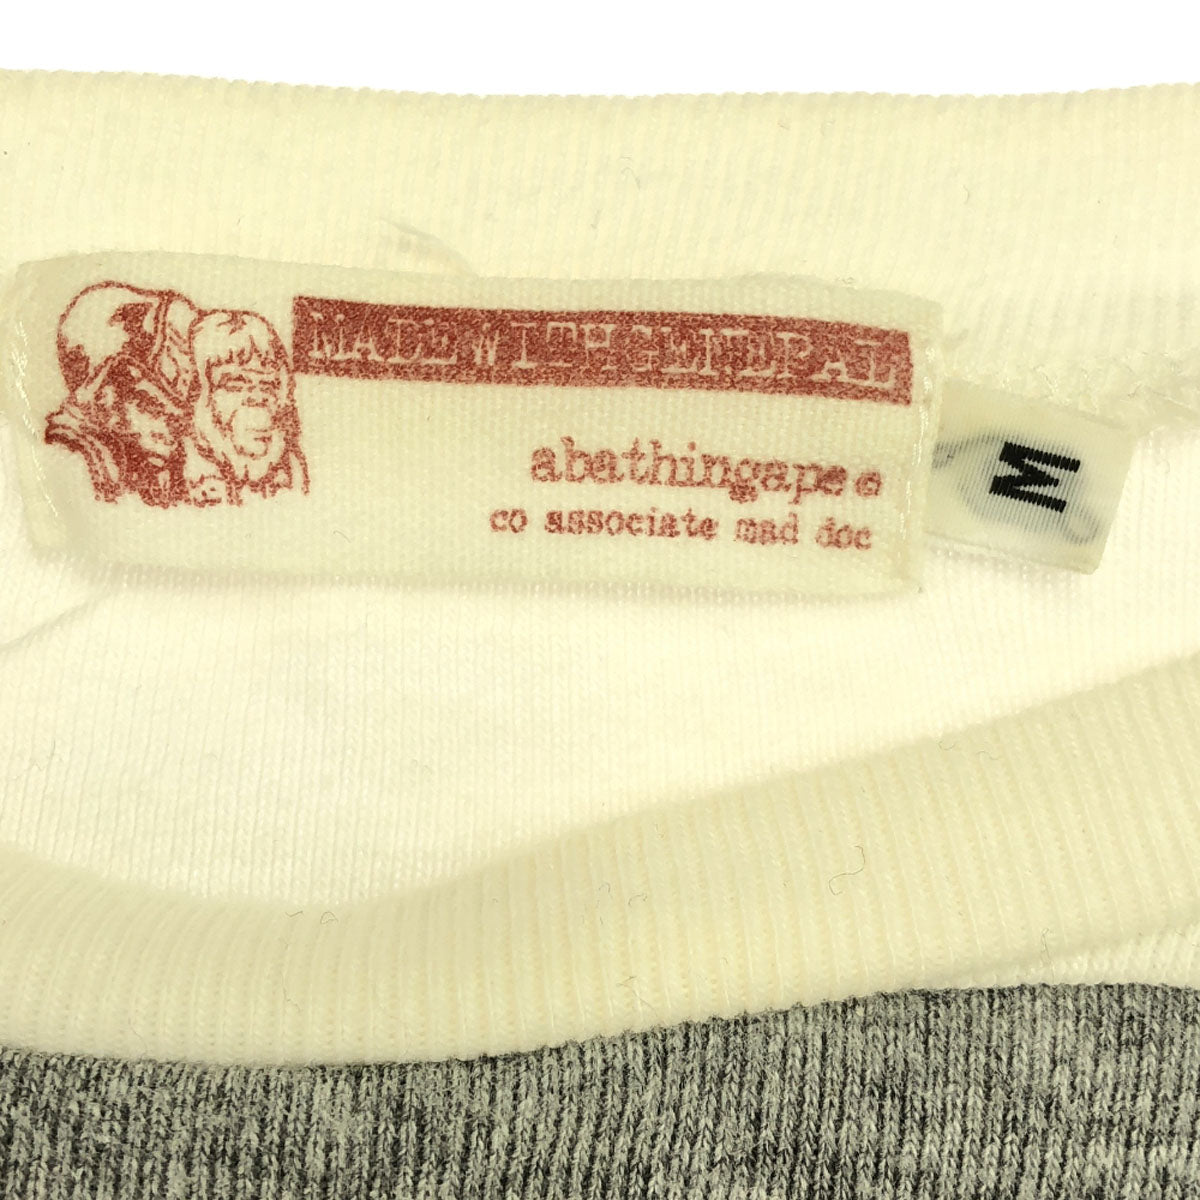 MADE WITH GENERAL
abathingape©
co associate mad doc
M